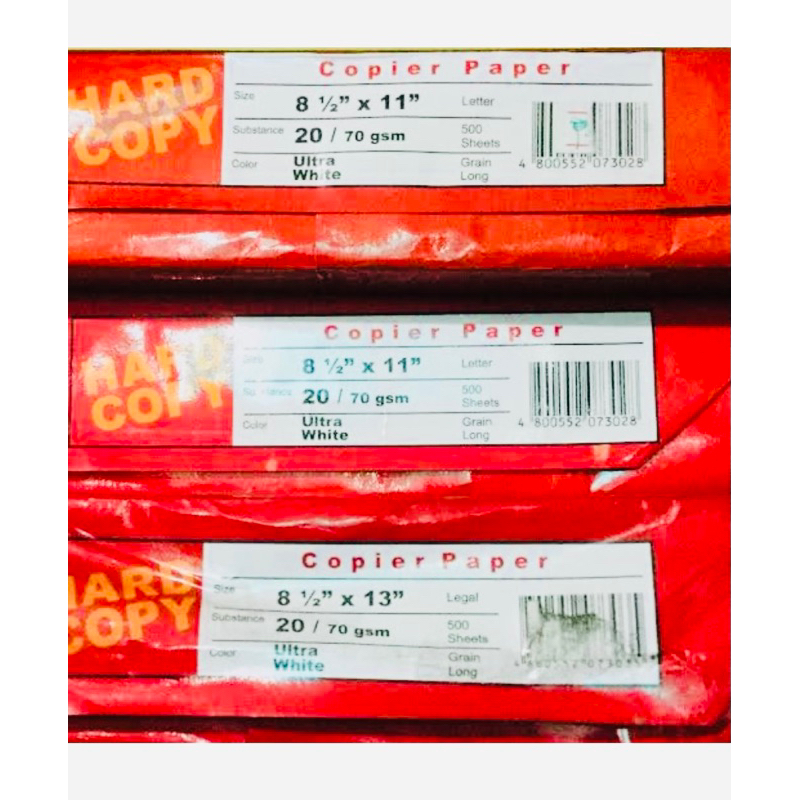 HARD
COPY
Copier Paper
Size 8 ½” x 11” Letter
Substance 20 / 70 gsm 500 Sheets
Color Ultra White Grain Long
4 800552 073028
HARD
COPY
Copier Paper
Size 8 ½” x 11” Letter
Substance 20 / 70 gsm 500 Sheets
Color Ultra White Grain Long
4 800552 073028
HARD
COPY
Copier Paper
Size 8 ½” x 13” Legal
Substance 20 / 70 gsm 500 Sheets
Color Ultra White Grain Long